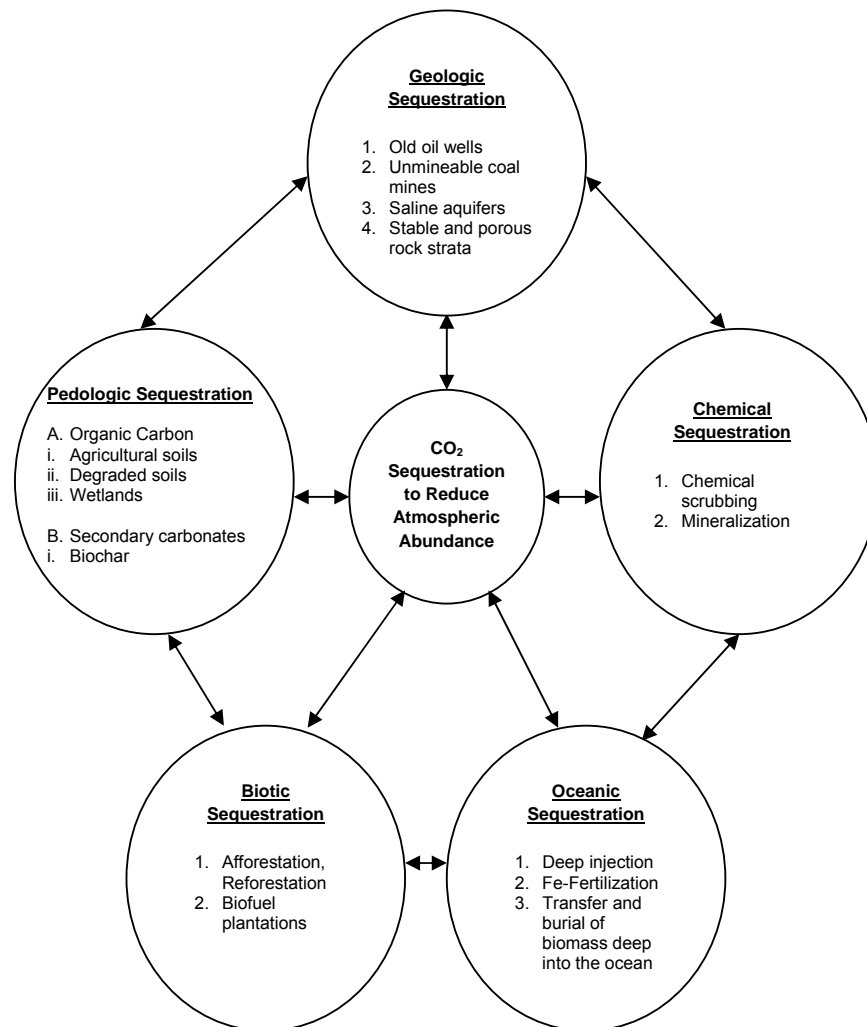 Geologic
Sequestration
1. Old oil wells
2. Unmineable coal
mines
3. Saline aquifers
4. Stable and porous
rock strata
Pedologic Sequestration
A. Organic Carbon
i. Agricultural soils
ii. Degraded soils
iii. Wetlands
B. Secondary carbonates
i. Biochar
CO₂
Sequestration
to Reduce
Atmospheric
Abundance
Chemical
Sequestration
1. Chemical
scrubbing
2. Mineralization
Biotic
Sequestration
1. Afforestation,
Reforestation
2. Biofuel
plantations
Oceanic
Sequestration
1. Deep injection
2. Fe-Fertilization
3. Transfer and
burial of
biomass deep
into the ocean